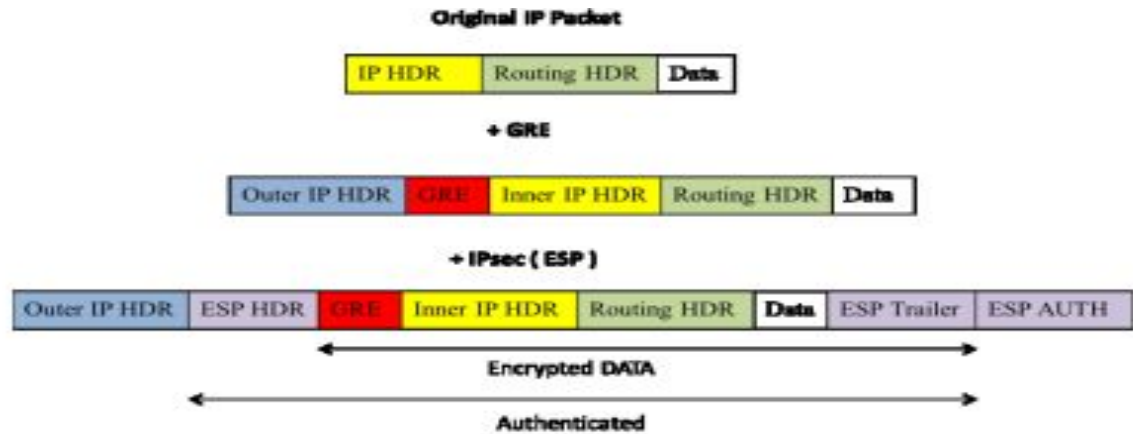 Original IP Packet
IP HDR Routing HDR Data
+ GRE
Outer IP HDR GRE Inner IP HDR Routing HDR Data
+ IPsec ( ESP )
Outer IP HDR ESP HDR GRE Inner IP HDR Routing HDR Data ESP Trailer ESP AUTH
Encrypted DATA
Authenticated